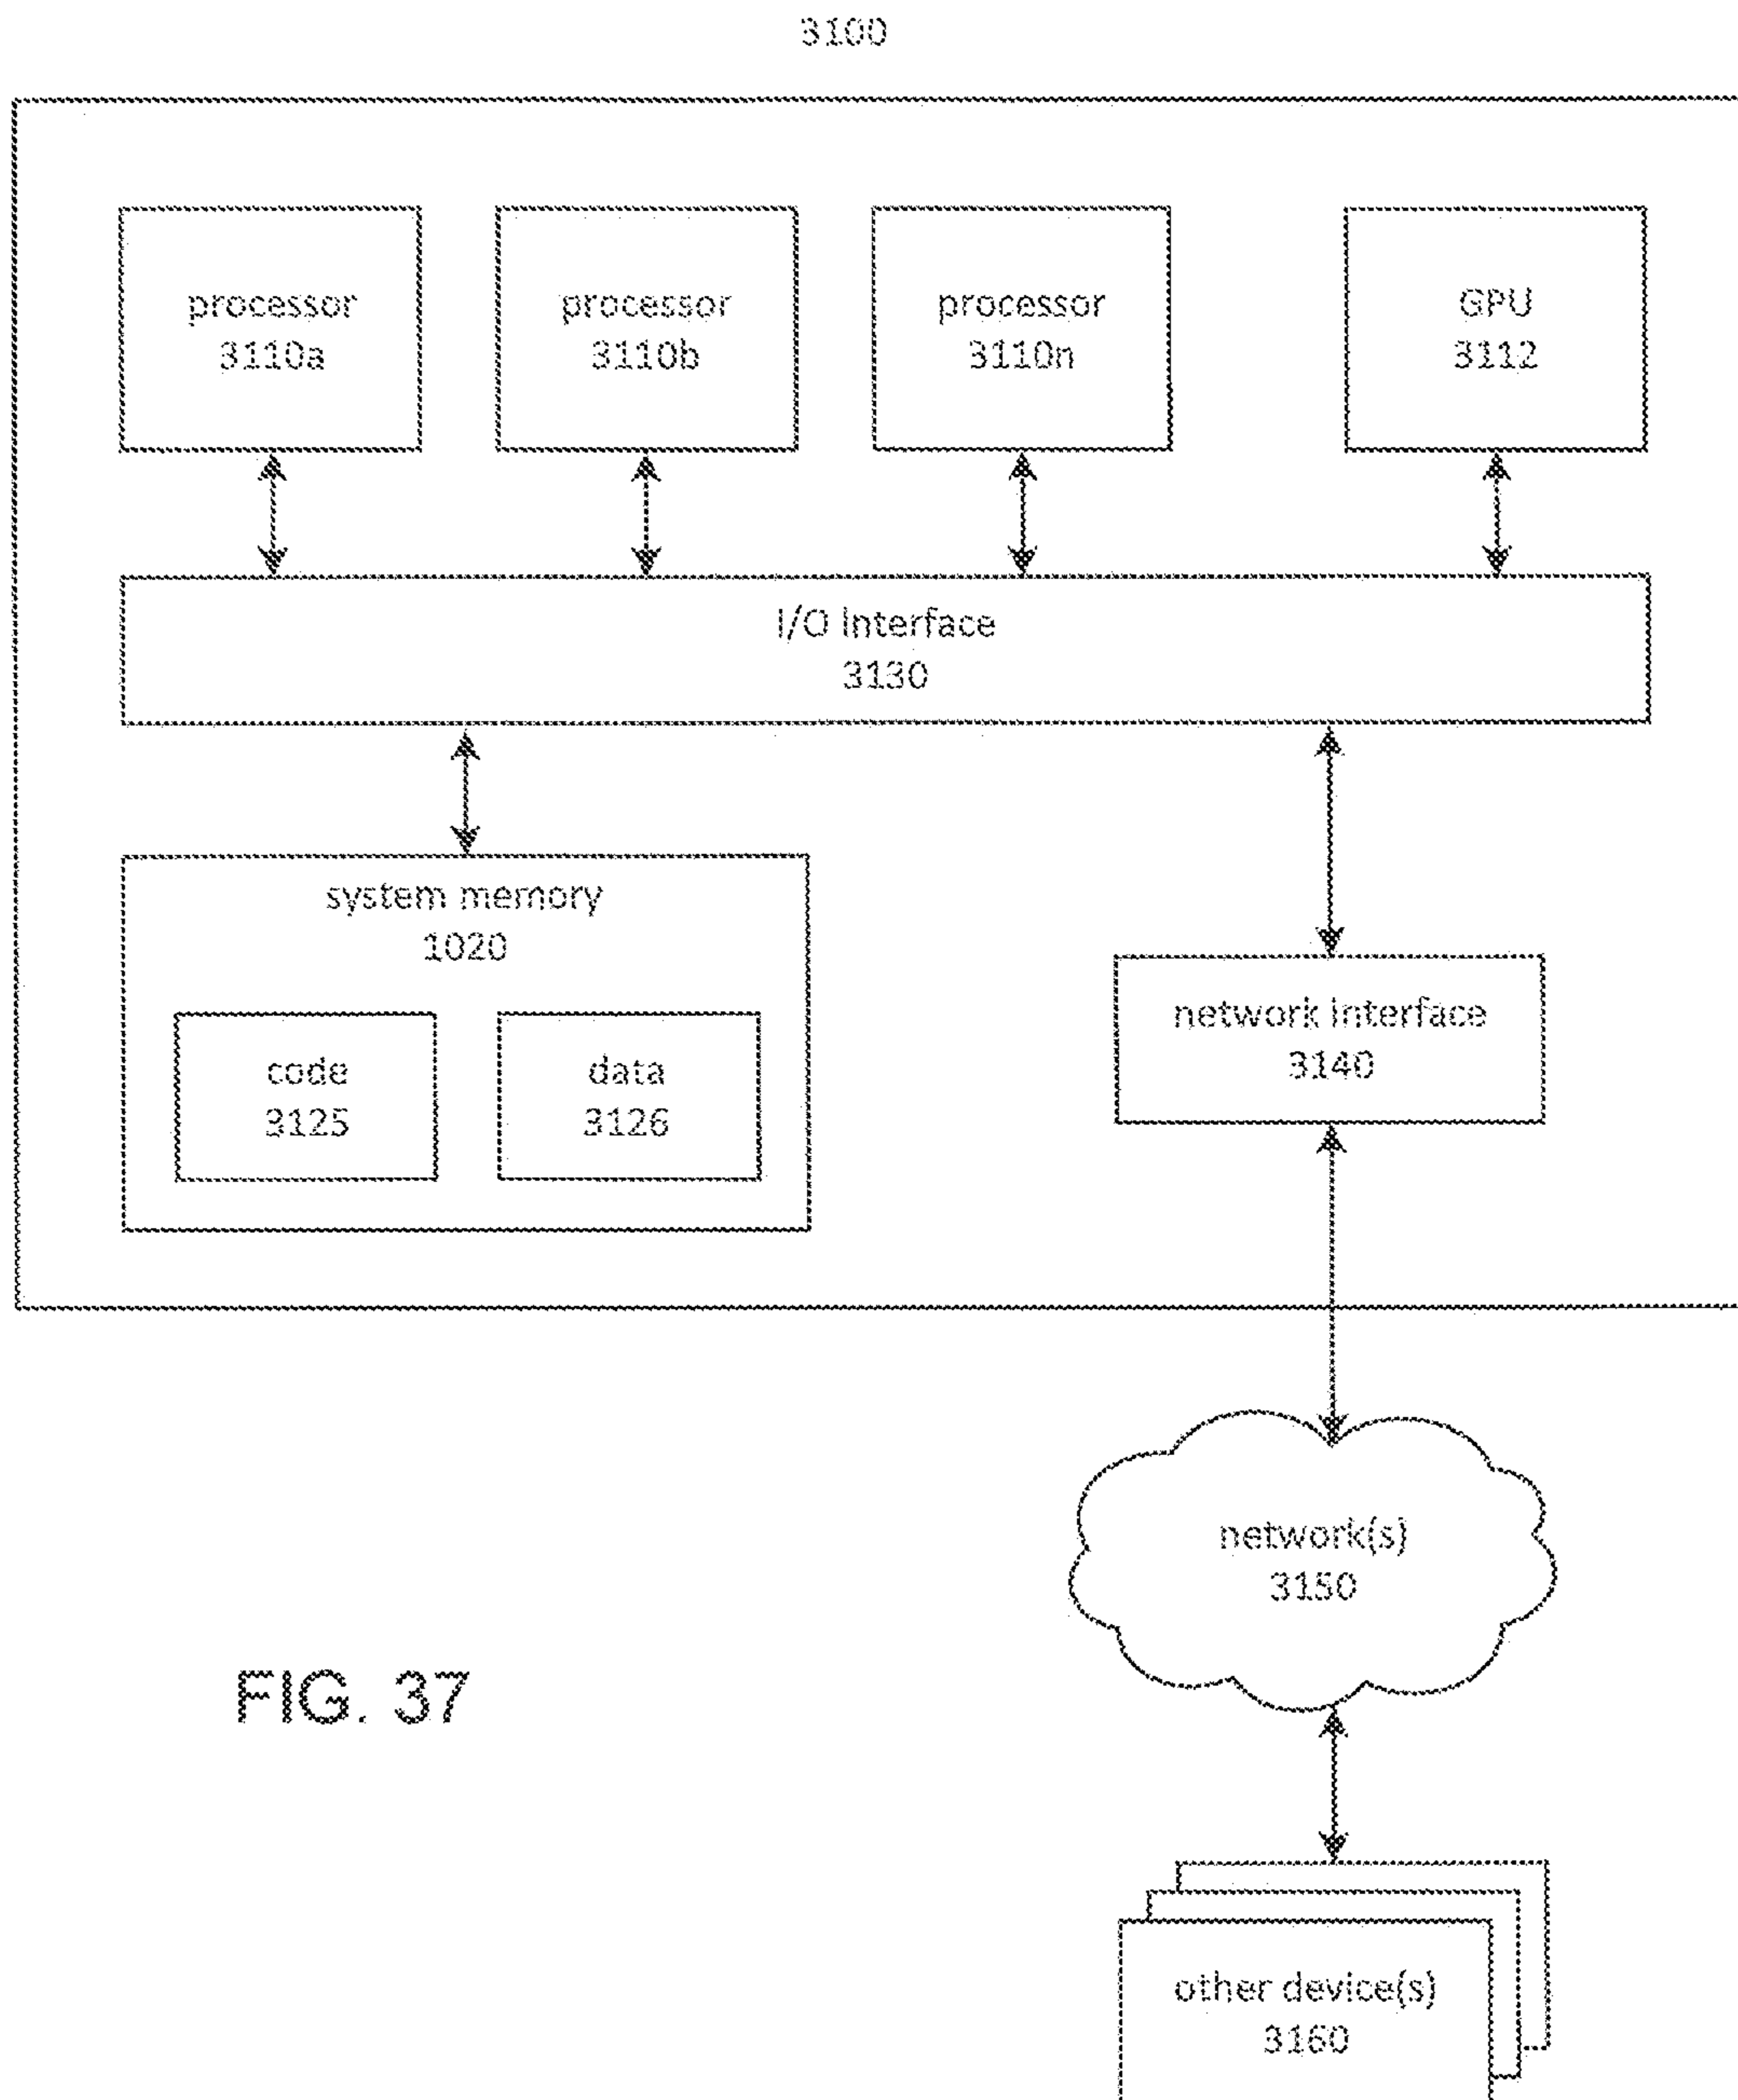 3100
processor
3110a
processor
3110b
processor
3110n
GPU
3112
I/O interface
3130
system memory
1020
code
3125
data
3126
network interface
3140
network(s)
3150
FIG. 37
other device(s)
3160